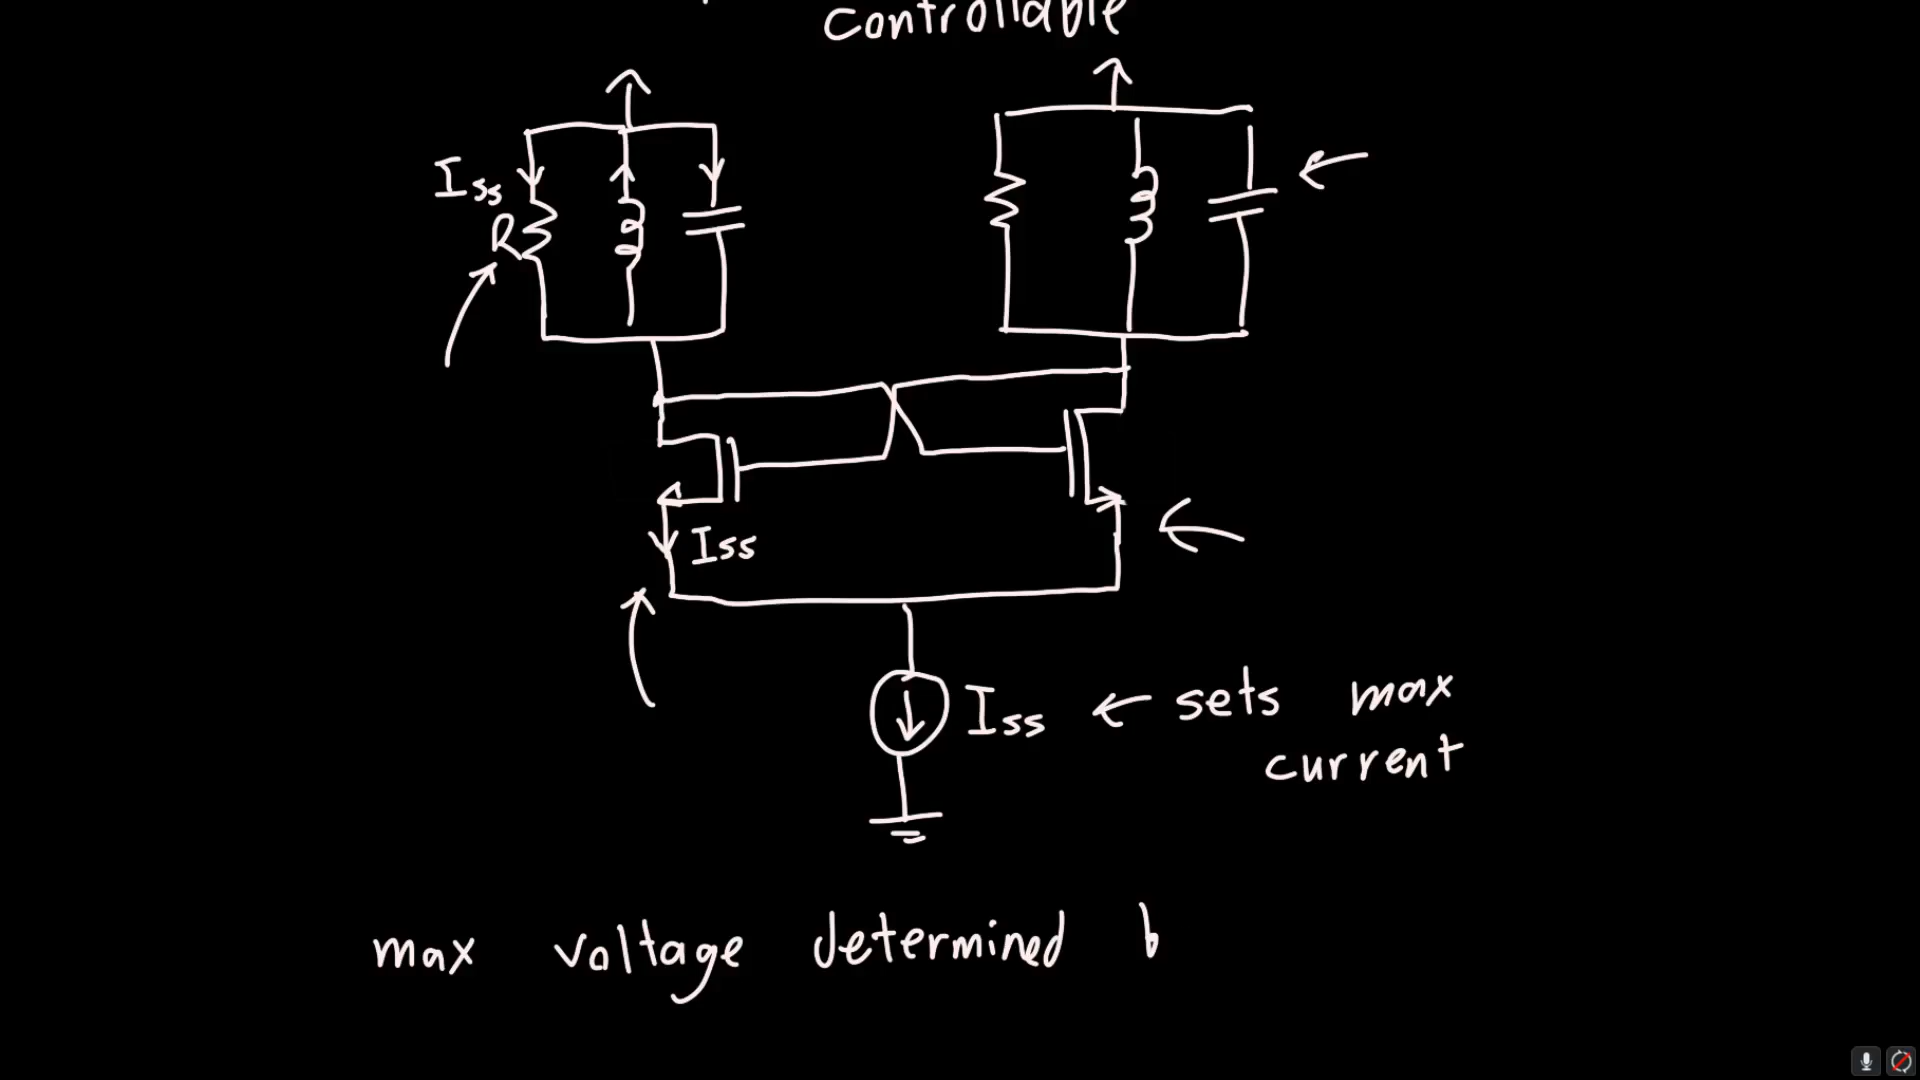 Controllable
Iss
R
Iss
Iss ← sets max
current
max voltage determined b